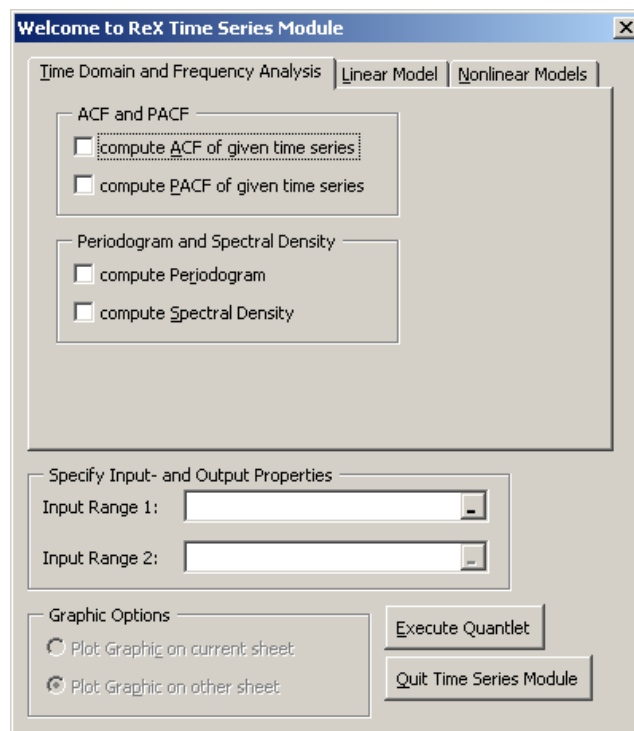 Welcome to ReX Time Series Module
Time Domain and Frequency Analysis Linear Model Nonlinear Models
ACF and PACF
compute ACF of given time series
compute PACF of given time series
Periodogram and Spectral Density
compute Periodogram
compute Spectral Density
Specify Input- and Output Properties
Input Range 1:
Input Range 2:
Graphic Options
Plot Graphic on current sheet
Plot Graphic on other sheet
Execute Quantlet
Quit Time Series Module